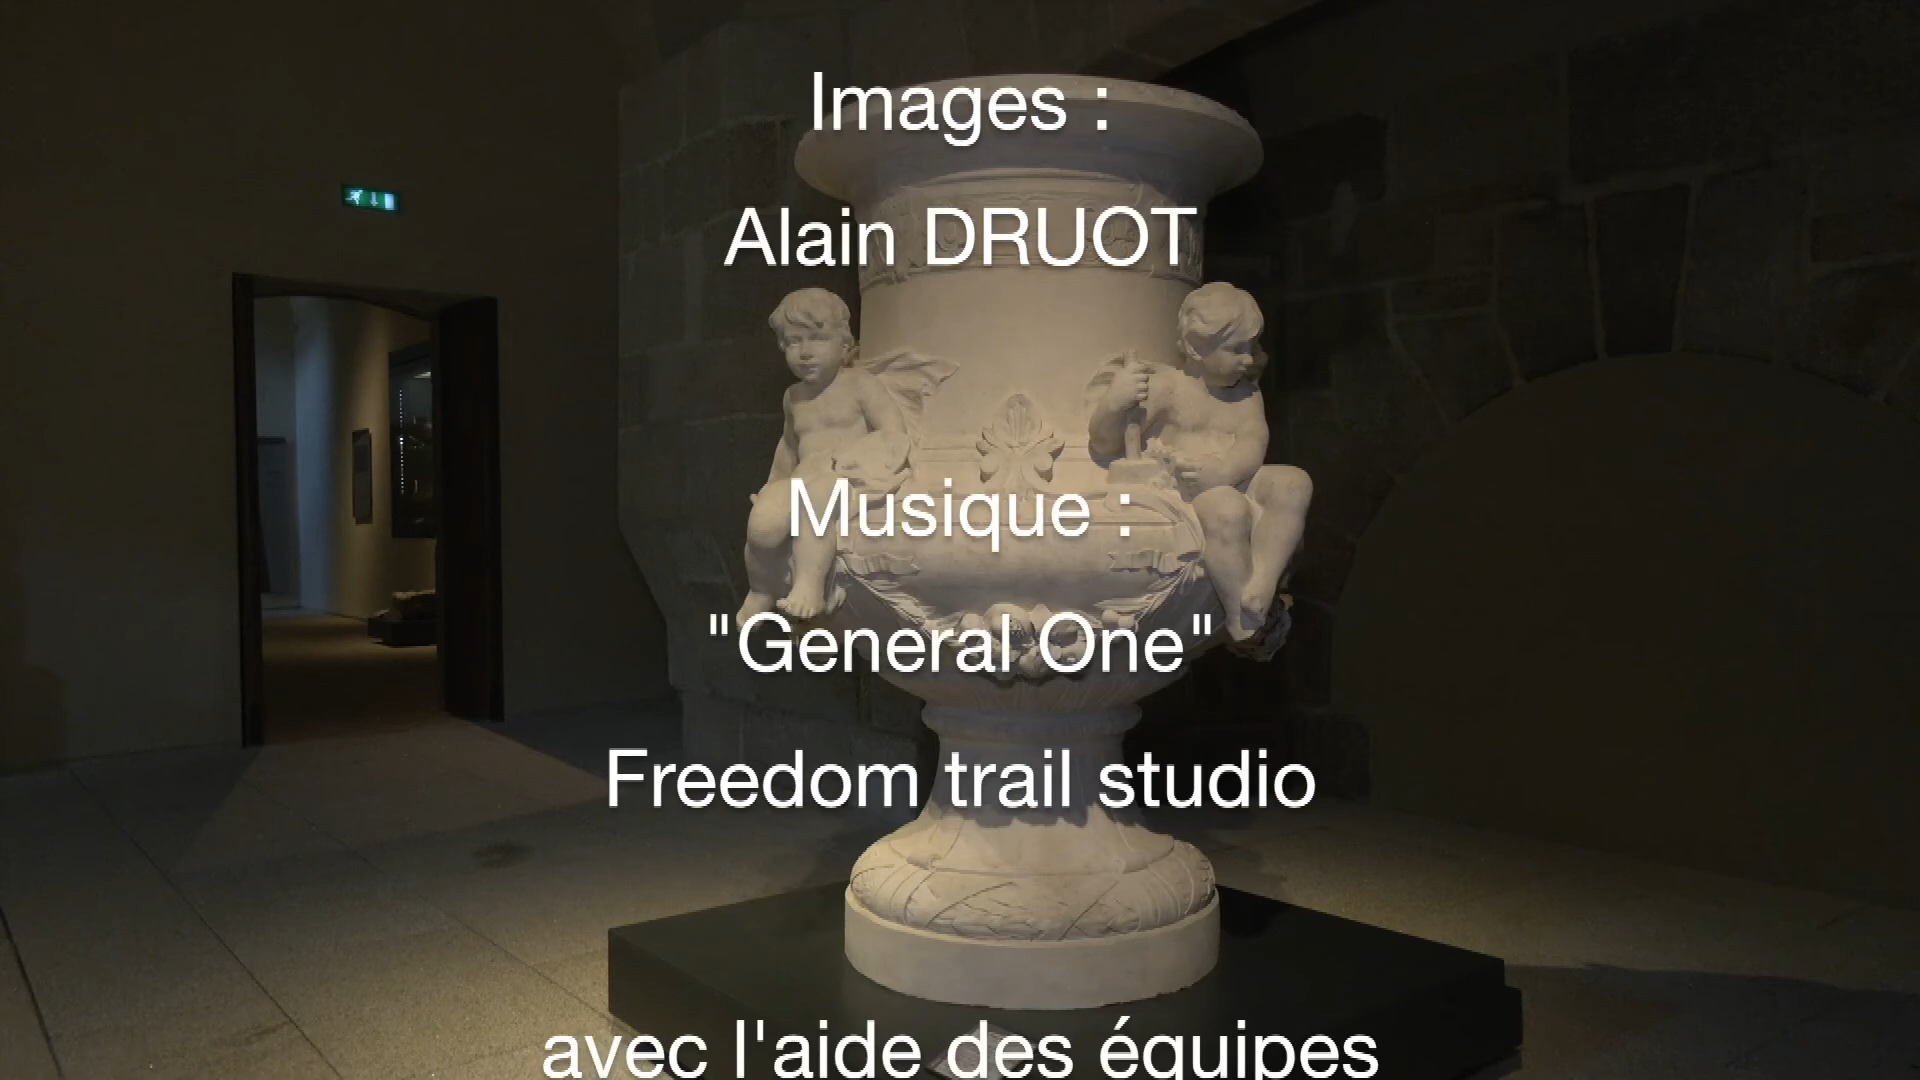 Images :
Alain DRUOT
Musique :
"General One"
Freedom trail studio
avec l'aide des équipes